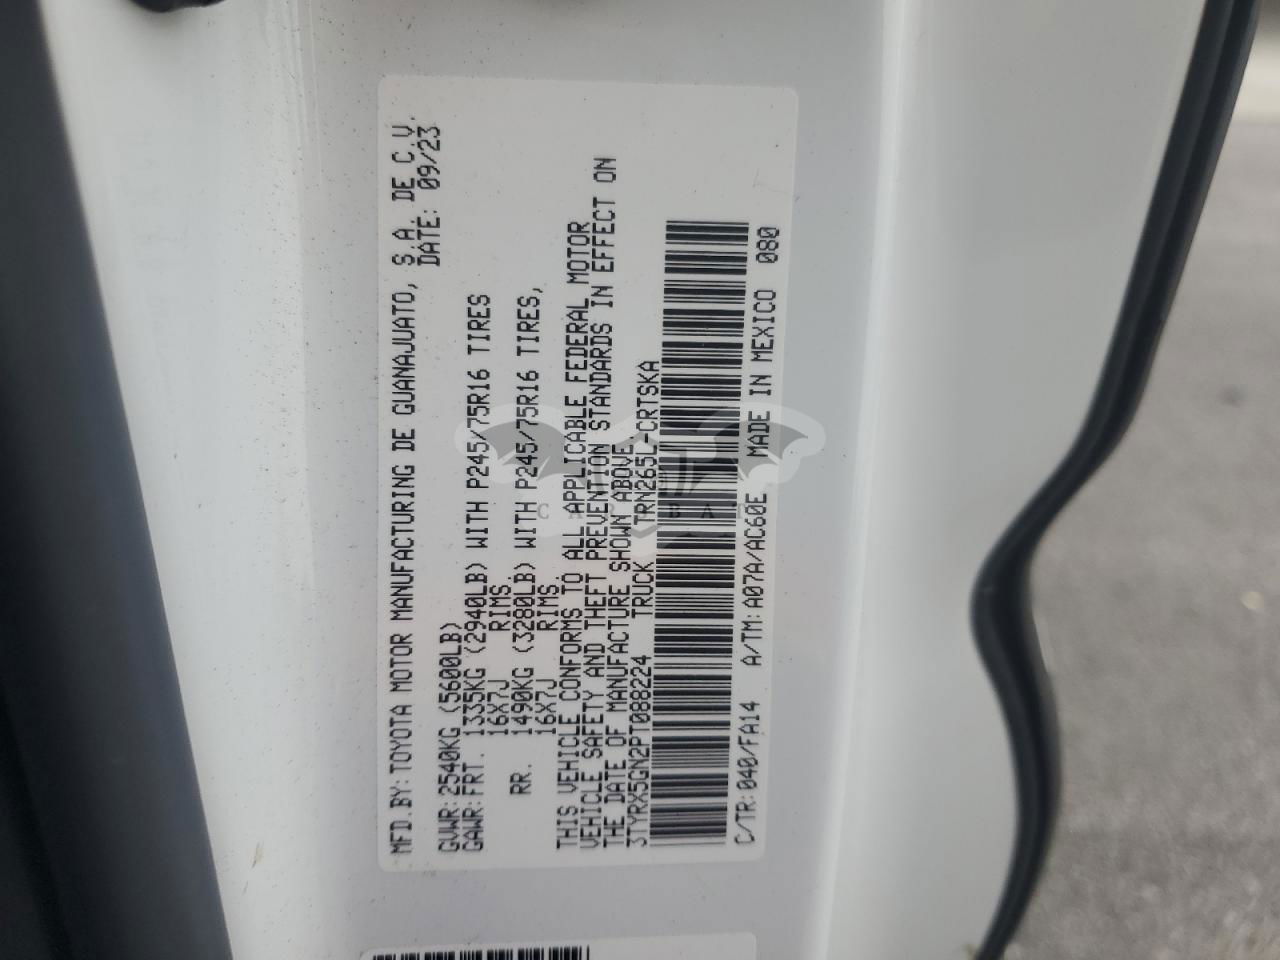 MFD.BY:TOYOTA MOTOR MANUFACTURING DE GUANAJUATO, S.A. DE C.V.
DATE: 09/23
GVWR:2540KG (5600LB)
GAWR:FRT. 1335KG (2940LB) WITH P245/75R16 TIRES
16X7J RIMS
RR. 1490KG (3280LB) WITH P245/75R16 TIRES,
16X7J RIMS.
THIS VEHICLE CONFORMS TO ALL APPLICABLE FEDERAL MOTOR
VEHICLE SAFETY AND THEFT PREVENTION STANDARDS IN EFFECT ON
THE DATE OF MANUFACTURE SHOWN ABOVE.
3TYRX5GN2PT088224 TRUCK TRN265L-CRTSKA
C/TR:040/FA14 A/TM:A07A/AC60E MADE IN MEXICO 080